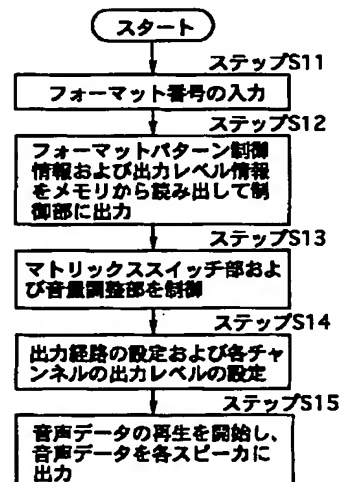 スタート
ステップS11
フォーマット番号の入力
ステップS12
フォーマットパターン制御
情報および出力レベル情報
をメモリから読み出して制
御部に出力
ステップS13
マトリックススイッチ部およ
び音量調整部を制御
ステップS14
出力経路の設定および各チャ
ンネルの出力レベルの設定
ステップS15
音声データの再生を開始し、
音声データを各スピーカに
出力